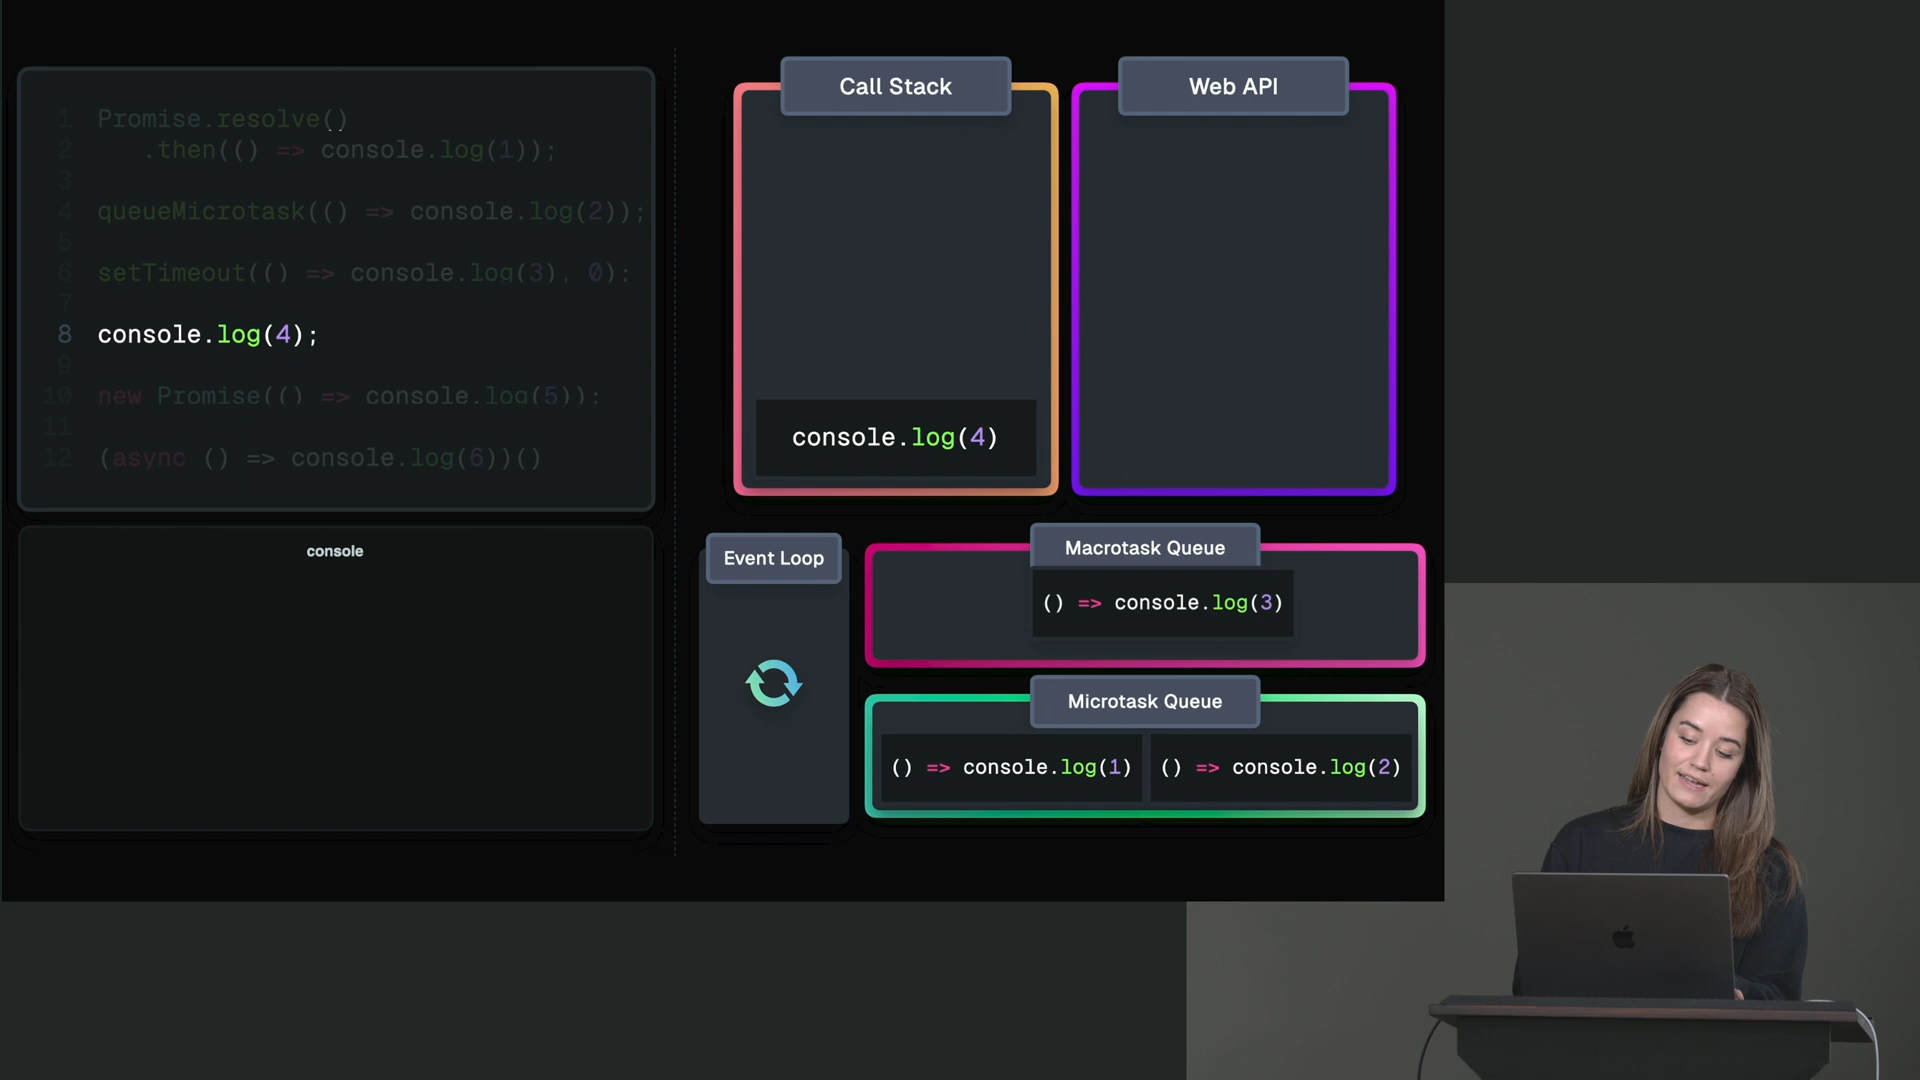 1 Promise.resolve()
2 .then(() => console.log(1));
3
4 queueMicrotask(() => console.log(2));
5
6 setTimeout(() => console.log(3), 0);
7
8 console.log(4);
9
10 new Promise(() => console.log(5));
11
12 (async () => console.log(6))()
console
Call Stack
console.log(4)
Web API
Event Loop
Macrotask Queue
() => console.log(3)
Microtask Queue
() => console.log(1) () => console.log(2)